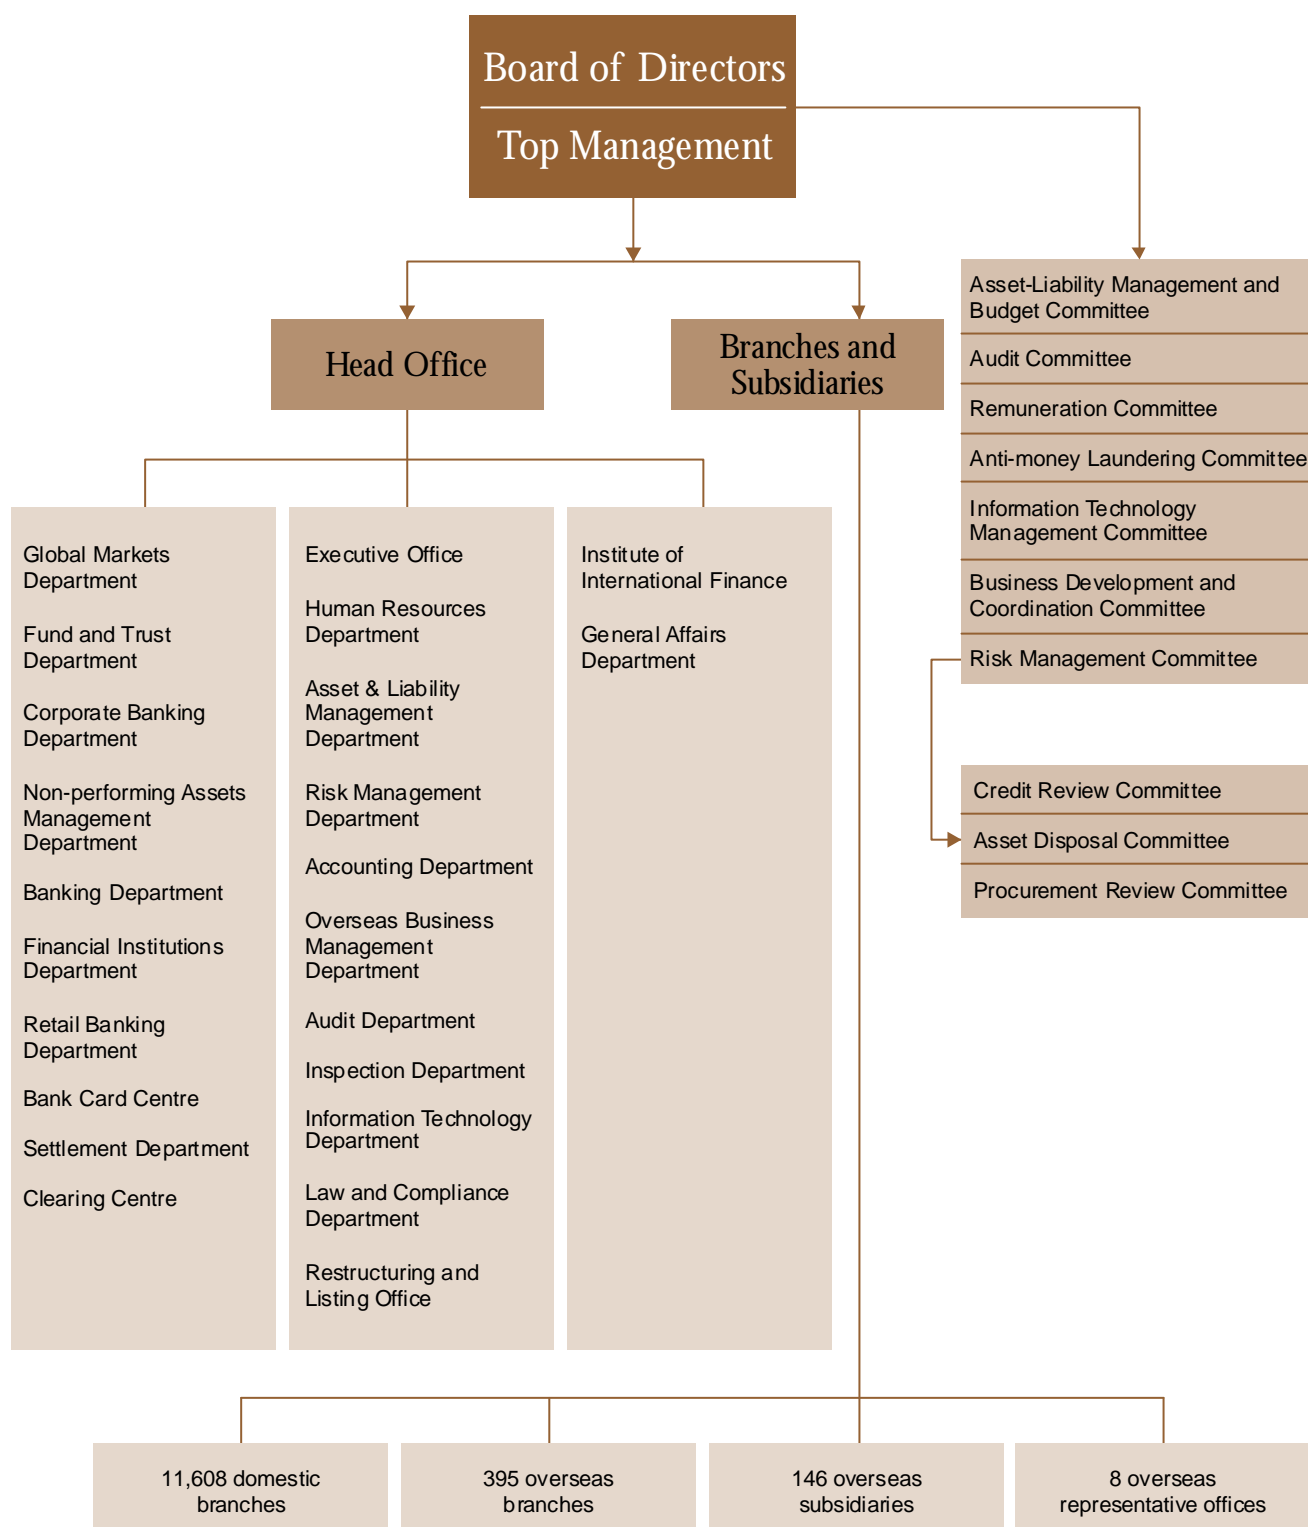 Board of Directors
Top Management
Head Office
Branches and
Subsidiaries
Asset-Liability Management and
Budget Committee
Audit Committee
Remuneration Committee
Anti-money Laundering Committee
Information Technology
Management Committee
Business Development and
Coordination Committee
Risk Management Committee
Credit Review Committee
Asset Disposal Committee
Procurement Review Committee
Global Markets
Department
Fund and Trust
Department
Corporate Banking
Department
Non-performing Assets
Management
Department
Banking Department
Financial Institutions
Department
Retail Banking
Department
Bank Card Centre
Settlement Department
Clearing Centre
Executive Office
Human Resources
Department
Asset & Liability
Management
Department
Risk Management
Department
Accounting Department
Overseas Business
Management
Department
Audit Department
Inspection Department
Information Technology
Department
Law and Compliance
Department
Restructuring and
Listing Office
Institute of
International Finance
General Affairs
Department
11,608 domestic
branches
395 overseas
branches
146 overseas
subsidiaries
8 overseas
representative offices